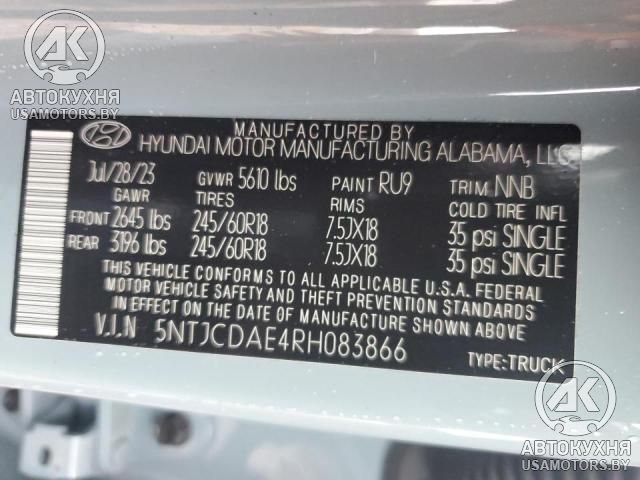 AK
АВТОКУХНЯ
USAMOTORS.BY
MANUFACTURED BY
HYUNDAI MOTOR MANUFACTURING ALABAMA, LLC
Jul/28/23 GVWR 5610 lbs PAINT RU9 TRIM NNB
GAWR TIRES RIMS COLD TIRE INFL
FRONT 2645 lbs 245/60R18 7.5JX18 35 psi SINGLE
REAR 3196 lbs 245/60R18 7.5JX18 35 psi SINGLE
THIS VEHICLE CONFORMS TO ALL APPLICABLE U.S.A. FEDERAL
MOTOR VEHICLE SAFETY AND THEFT PREVENTION STANDARDS
IN EFFECT ON THE DATE OF MANUFACTURE SHOWN ABOVE.
V.I.N 5NTJCDAE4RH083866
TYPE:TRUCK
AK
АВТОКУХНЯ
USAMOTORS.BY